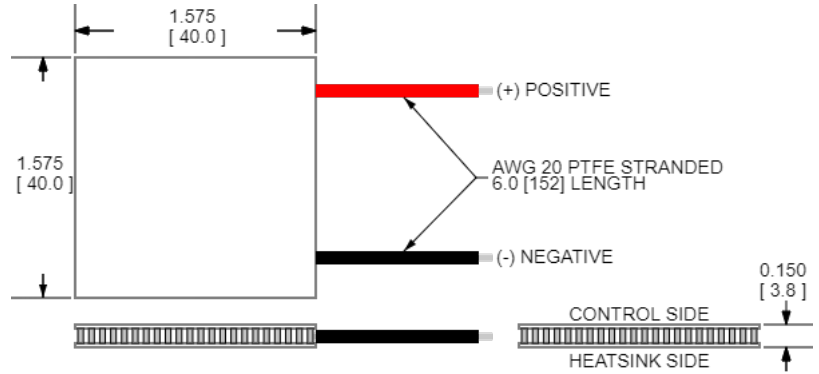 1.575
[ 40.0 ]
(+) POSITIVE
1.575
[ 40.0 ]
AWG 20 PTFE STRANDED
6.0 [152] LENGTH
(-) NEGATIVE
0.150
[ 3.8 ]
CONTROL SIDE
HEATSINK SIDE